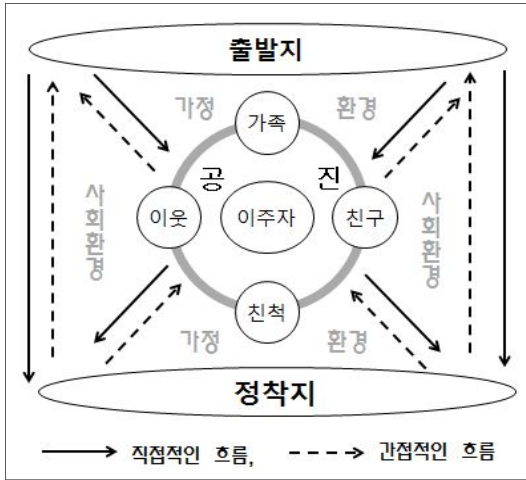 출발지
가정 환경
가족
공 진
이웃 이주자 친구
사회환경 사회환경
친척
가정 환경
정착지
직접적인 흐름, 간접적인 흐름